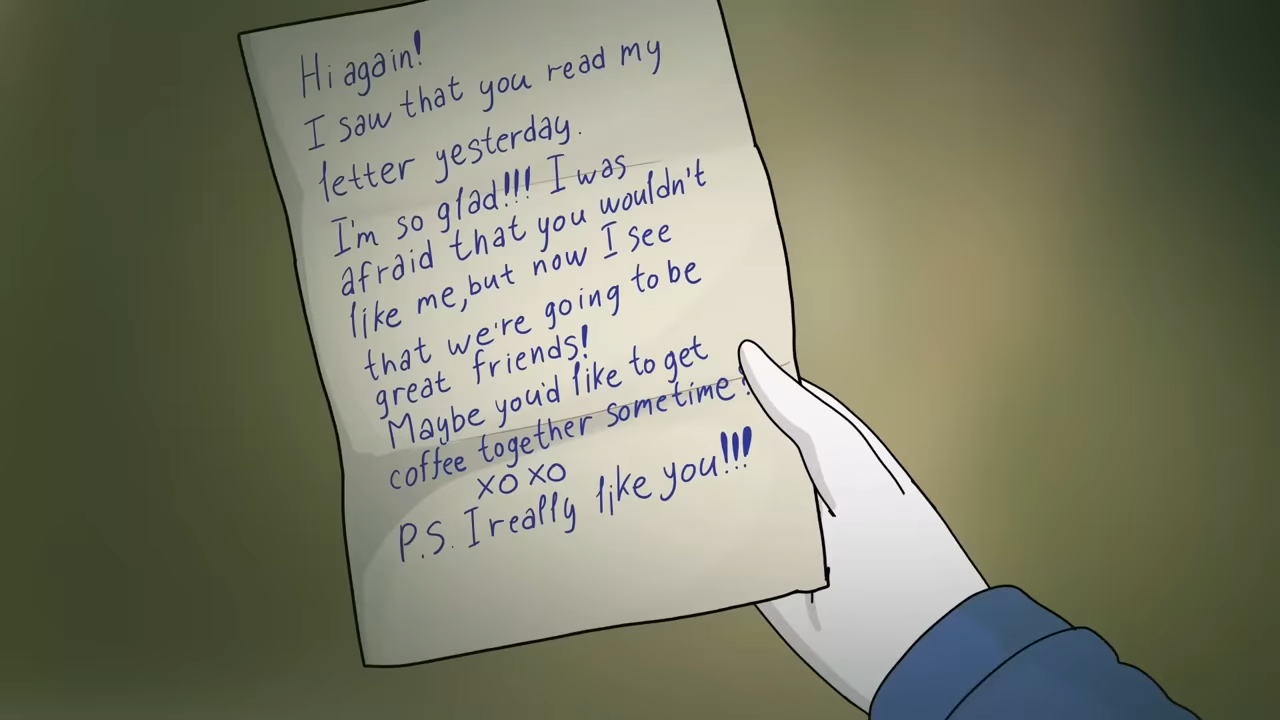 Hi again!
I saw that you read my
letter yesterday.
I'm so glad!!! I was
afraid that you wouldn't
like me, but now I see
that we're going to be
great friends!
Maybe you'd like to get
coffee together sometime?
XO XO
P.S. I really like you!!!